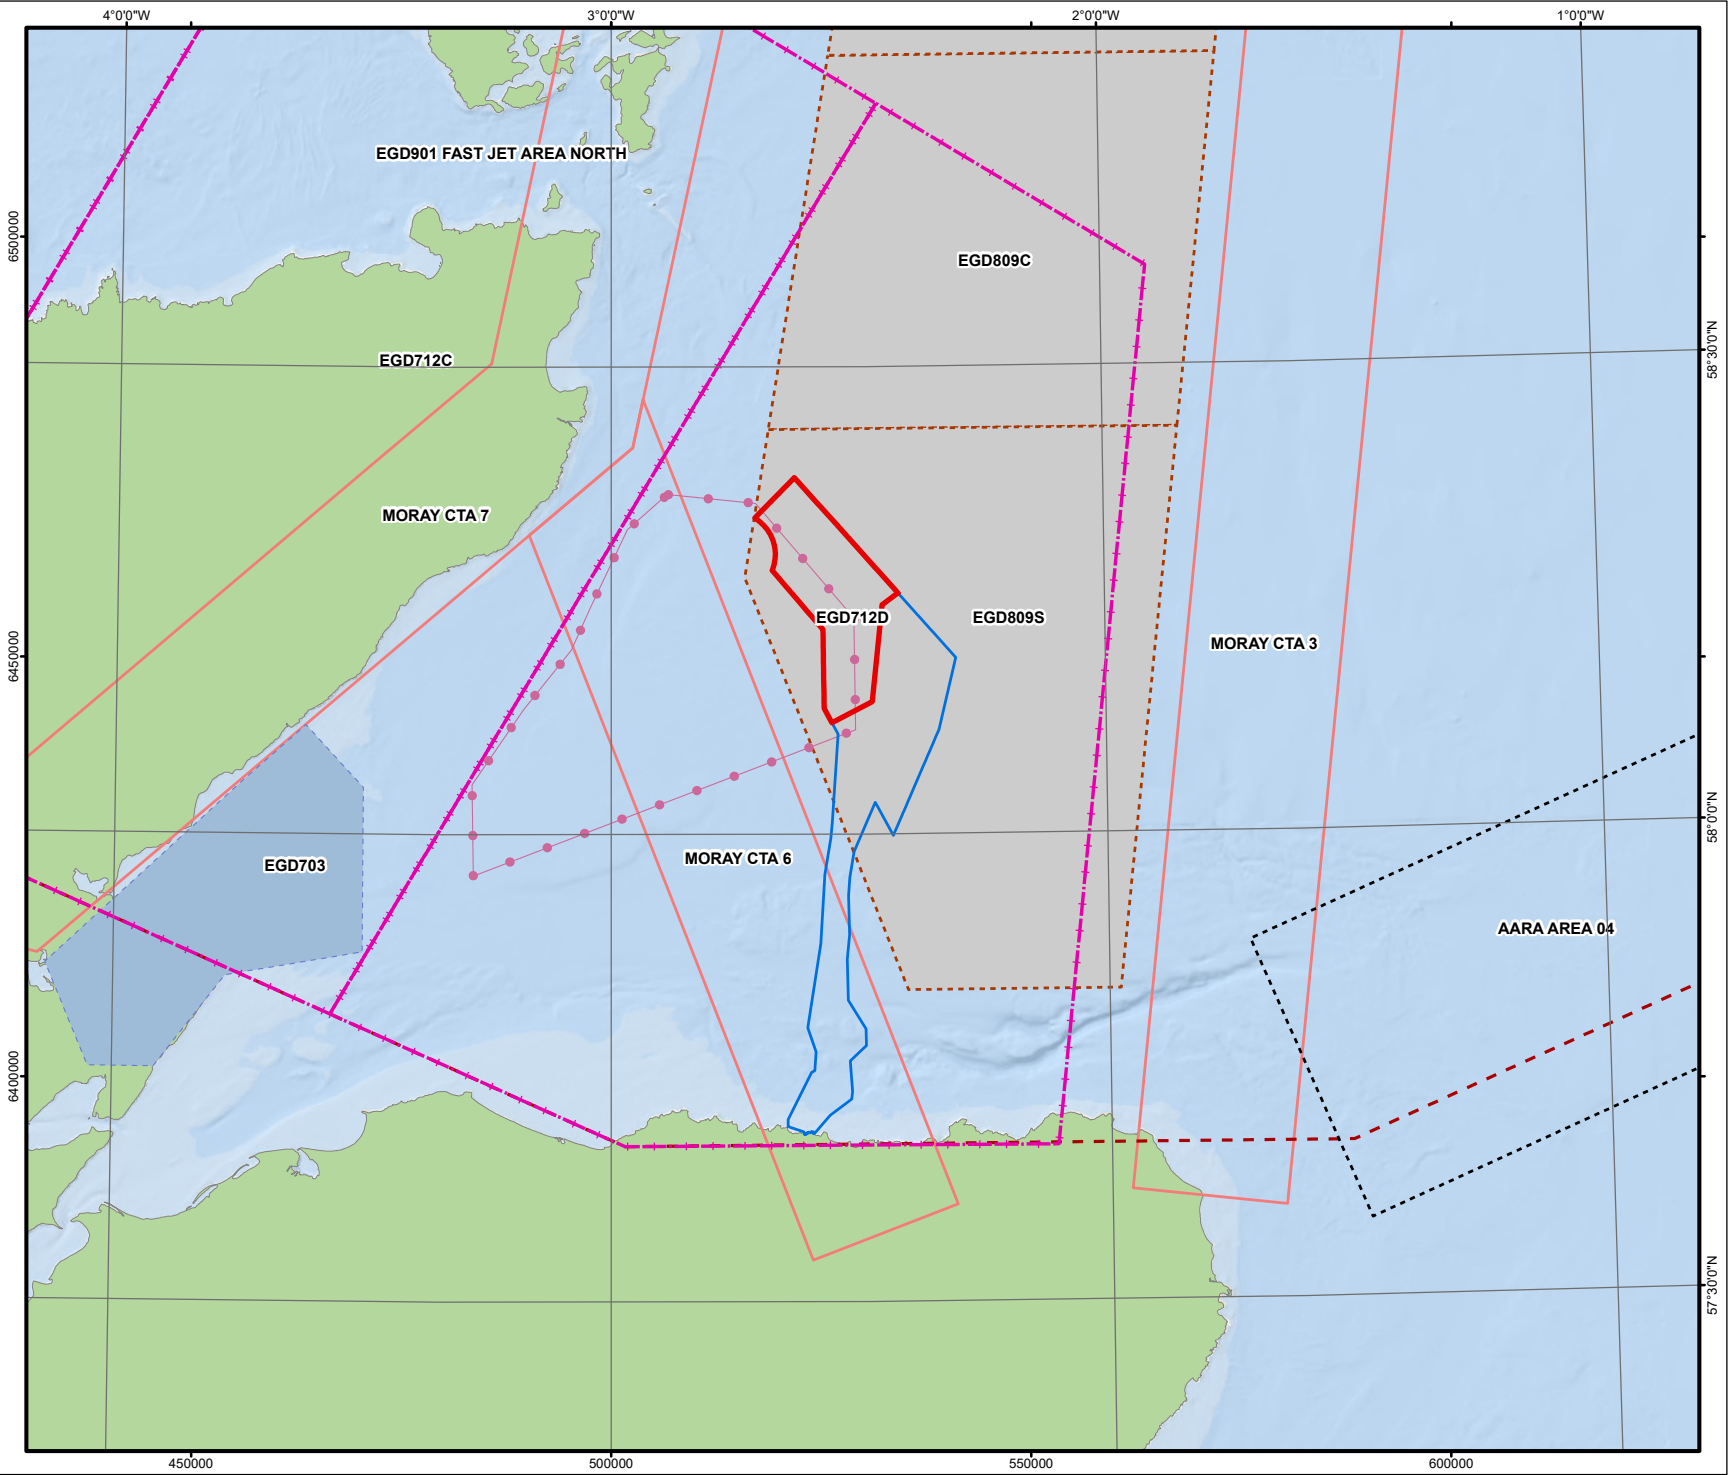 4°0'0"W
3°0'0"W
2°0'0"W
1°0'0"W
EGD901 FAST JET AREA NORTH
6500000
EGD809C
58°30'0"N
EGD712C
MORAY CTA 7
EGD712D
EGD809S
MORAY CTA 3
6450000
58°0'0"N
MORAY CTA 6
EGD703
AARA AREA 04
6400000
57°30'0"N
450000
500000
550000
600000